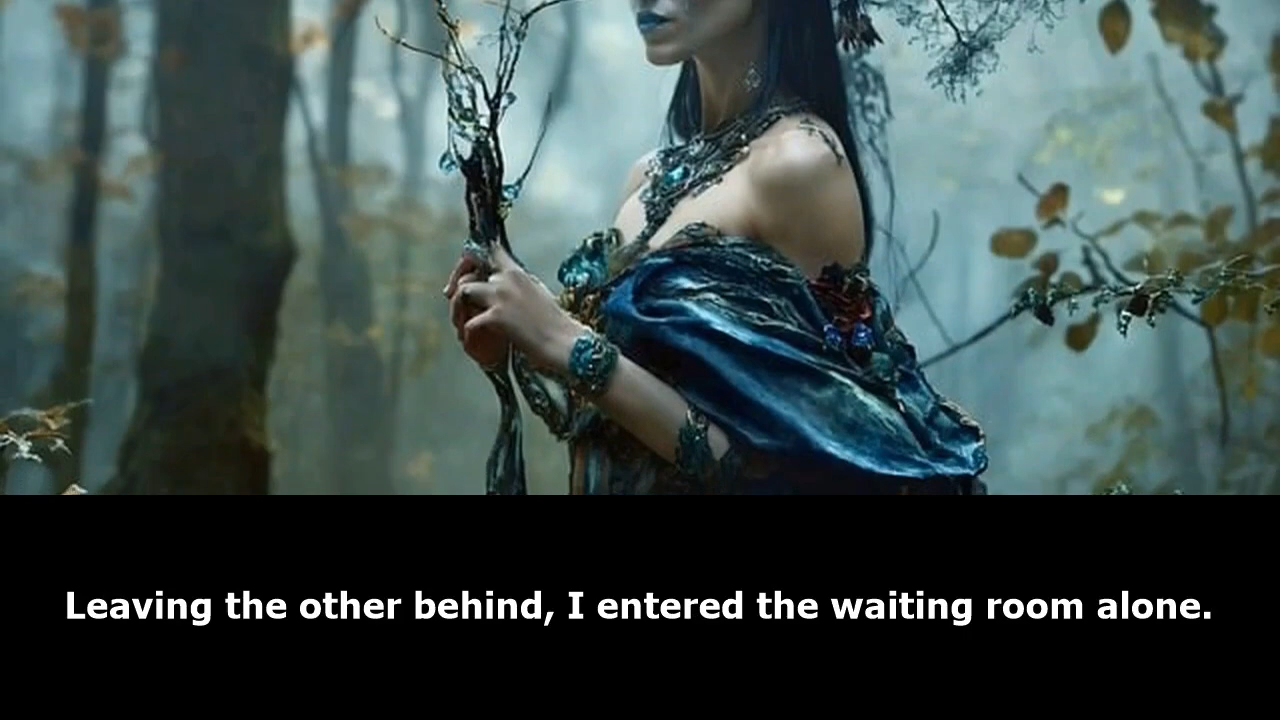 Leaving the other behind, I entered the waiting room alone.